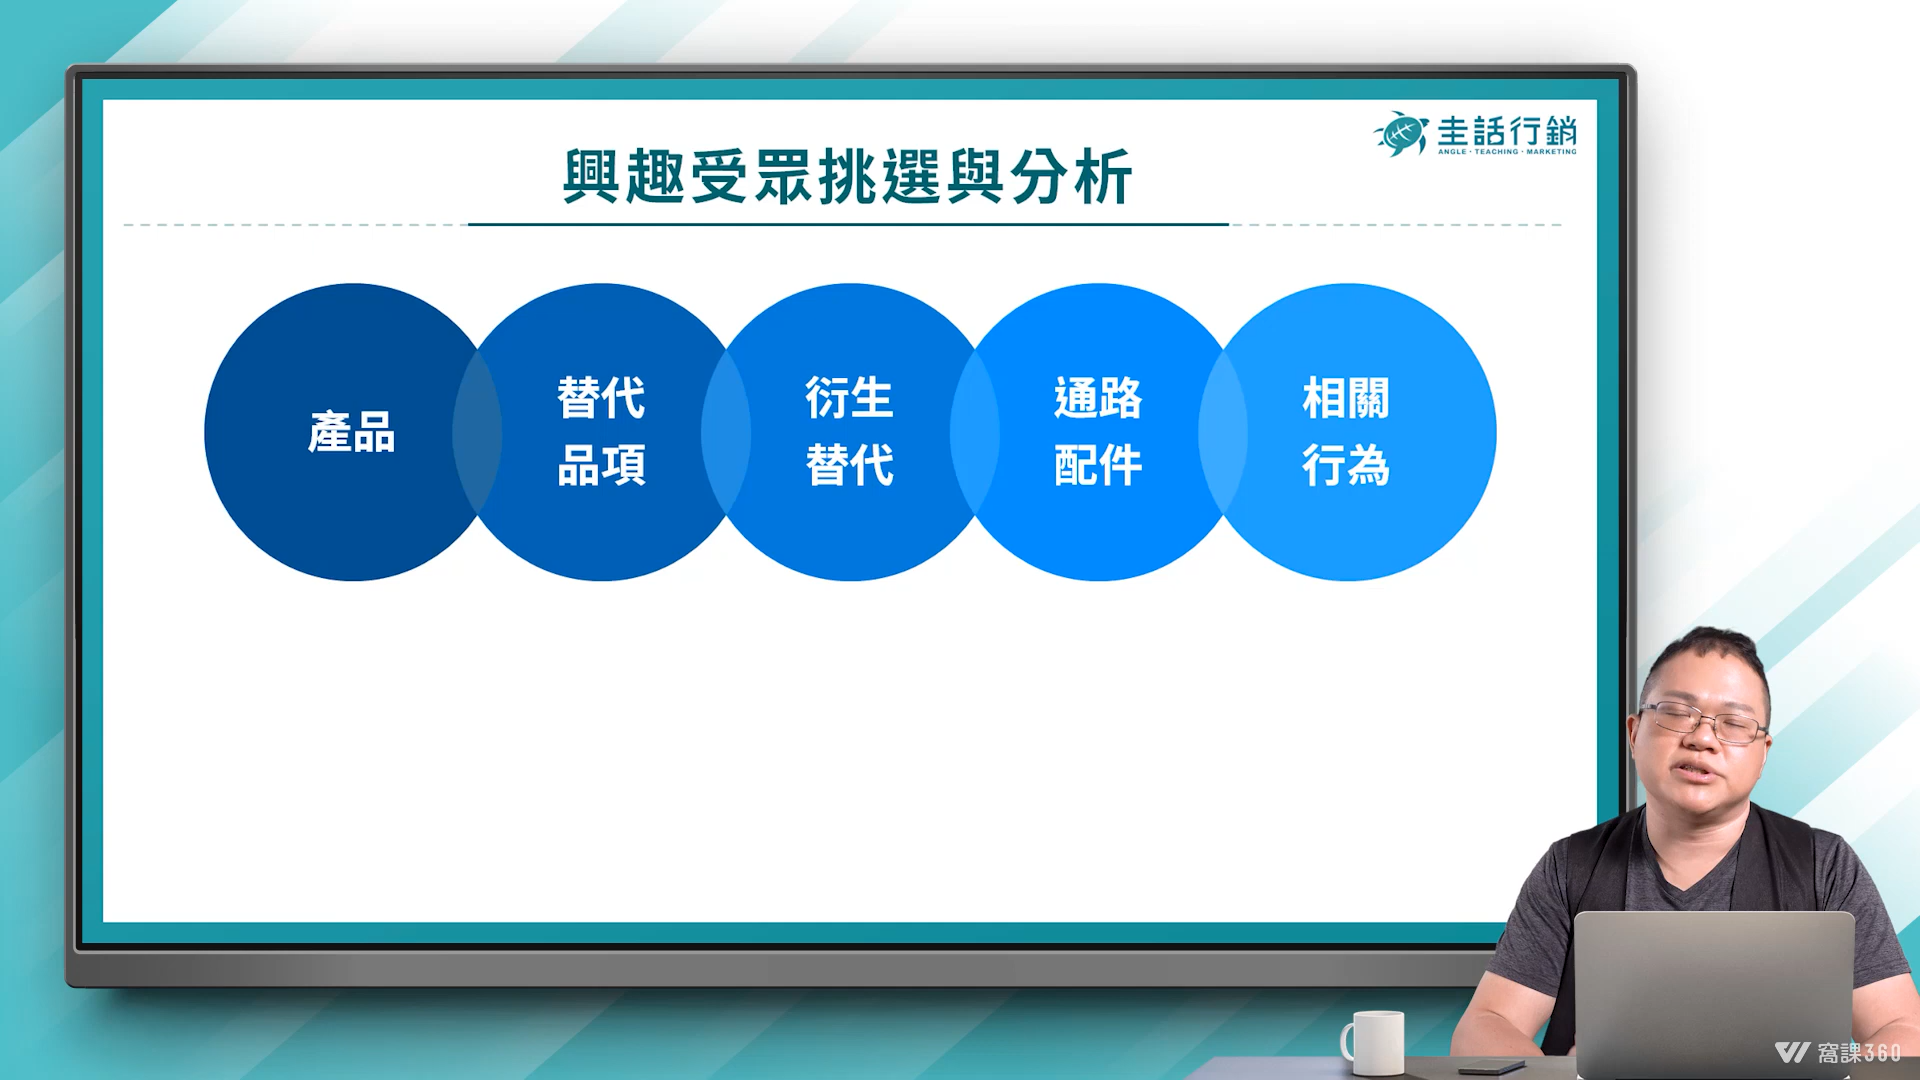 圭話行銷
ANGLE · TEACHING · MARKETING
興趣受眾挑選與分析
產品
替代
品項
衍生
替代
通路
配件
相關
行為
窩課360